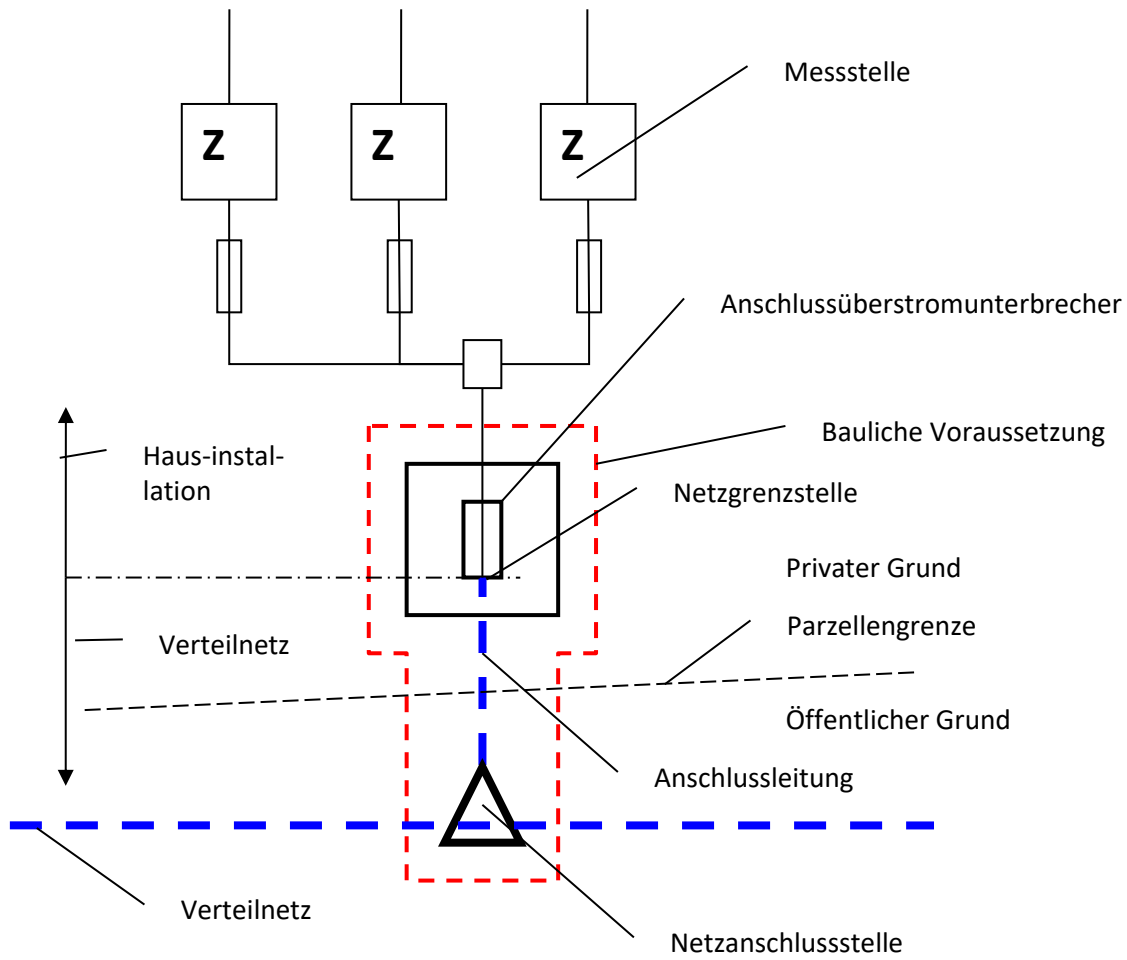 Messstelle
Z Z Z
Anschlussüberstromunterbrecher
Bauliche Voraussetzung
Haus-instal-
lation
Netzgrenzstelle
Privater Grund
Parzellengrenze
Verteilnetz
Öffentlicher Grund
Anschlussleitung
Verteilnetz
Netzanschlussstelle